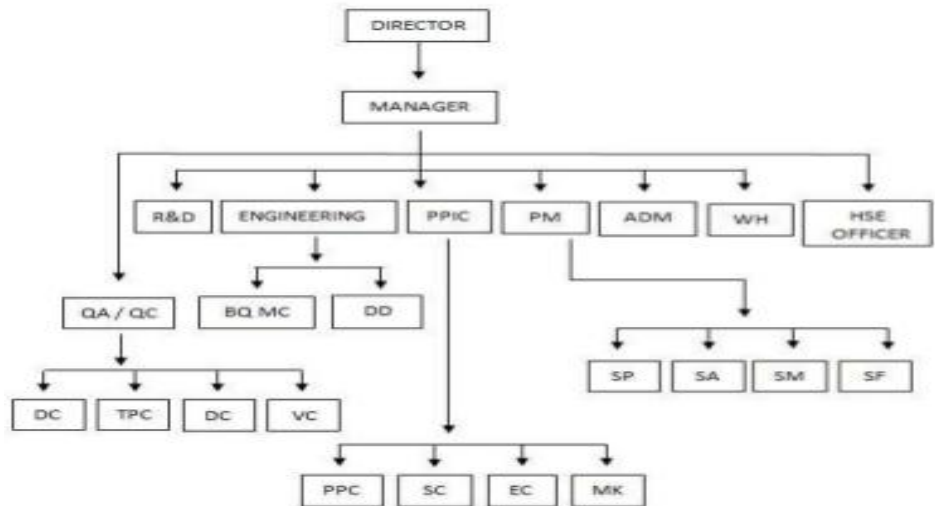 DIRECTOR
MANAGER
R&D
ENGINEERING
PPIC
PM
ADM
WH
HSE
OFFICER
QA / QC
BQ MC
DD
SP
SA
SM
SF
DC
TPC
DC
VC
PPC
SC
EC
MK